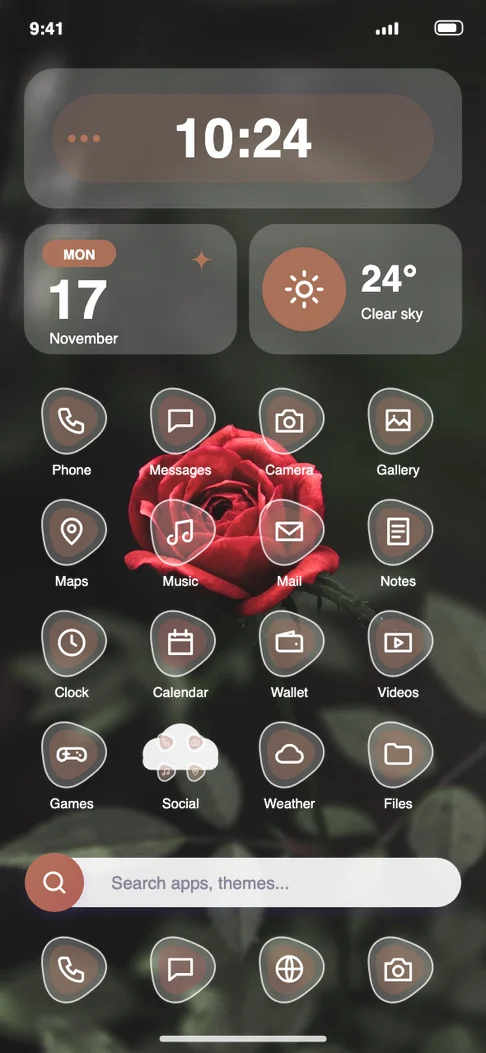 9:41
10:24
MON
17
November
24°
Clear sky
Phone
Messages
Camera
Gallery
Maps
Music
Mail
Notes
Clock
Calendar
Wallet
Videos
Games
Social
Weather
Files
Search apps, themes...